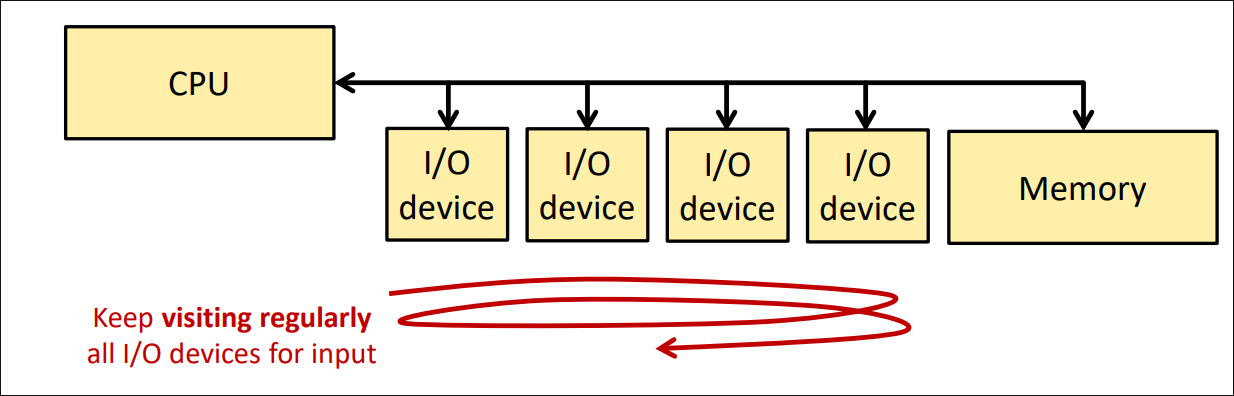 CPU
I/O
device
I/O
device
I/O
device
I/O
device
Memory
Keep visiting regularly
all I/O devices for input